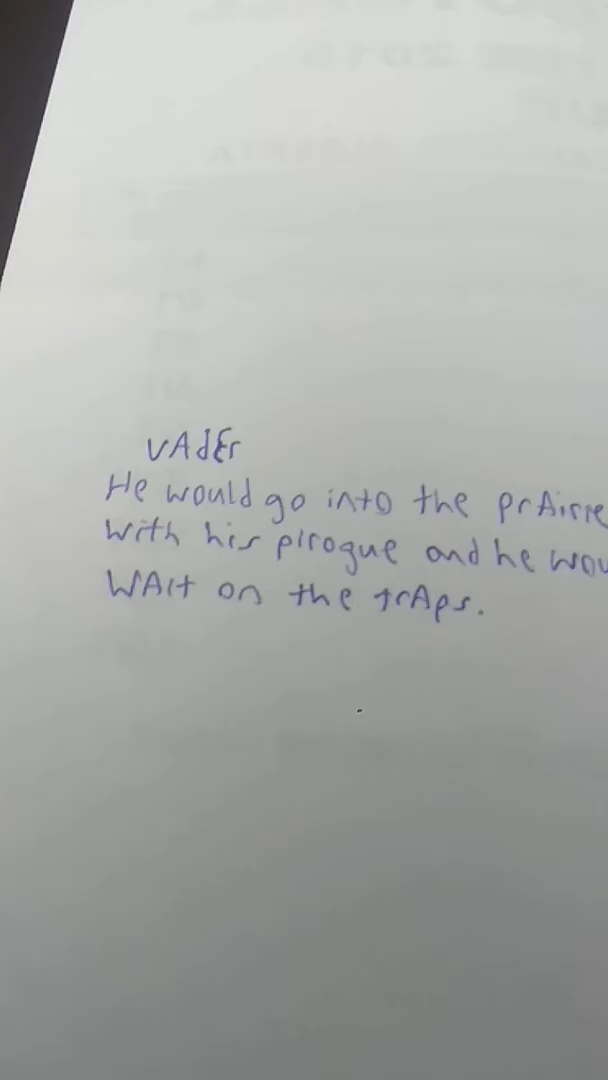 VAdEr
He would go into the prAirie
with his pirogue and he wou
WAit on the trAps.